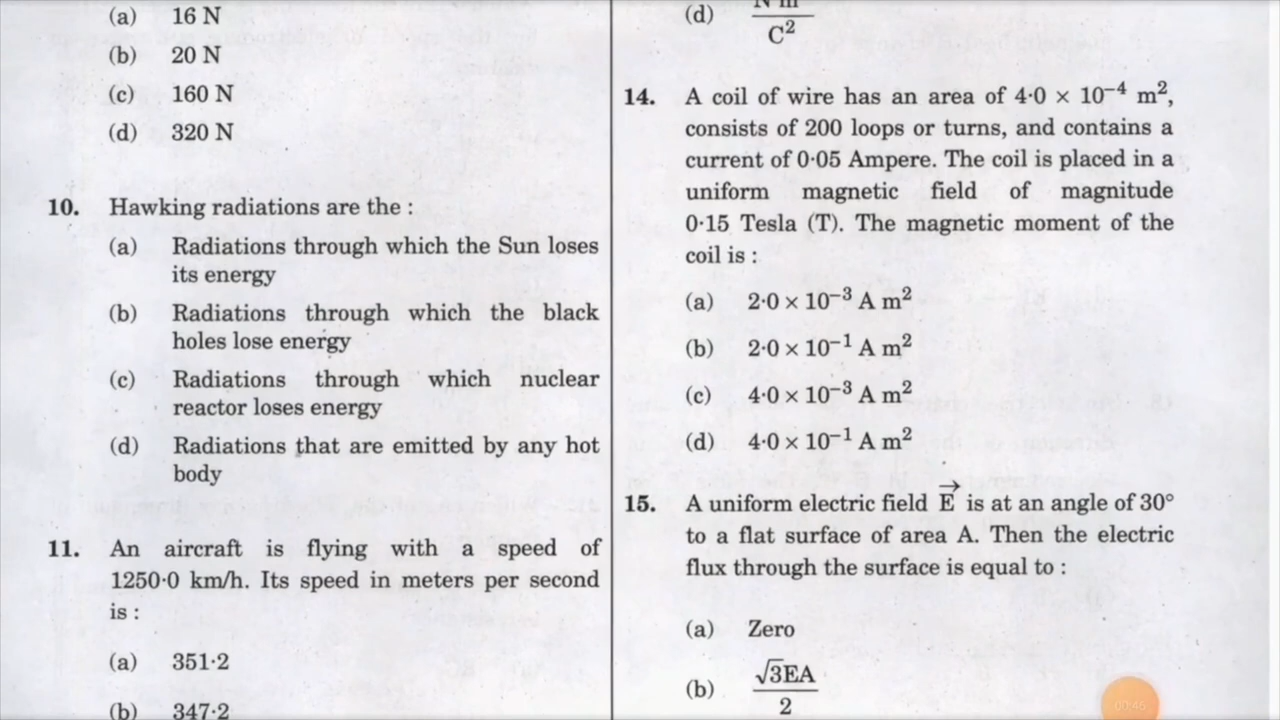 (a) 16 N
(b) 20 N
(c) 160 N
(d) 320 N
10. Hawking radiations are the :
(a) Radiations through which the Sun loses
its energy
(b) Radiations through which the black
holes lose energy
(c) Radiations through which nuclear
reactor loses energy
(d) Radiations that are emitted by any hot
body
11. An aircraft is flying with a speed of
1250·0 km/h. Its speed in meters per second
is :
(a) 351·2
(b) 347·2
(d) N m / C²
14. A coil of wire has an area of 4·0 × 10⁻⁴ m²,
consists of 200 loops or turns, and contains a
current of 0·05 Ampere. The coil is placed in a
uniform magnetic field of magnitude
0·15 Tesla (T). The magnetic moment of the
coil is :
(a) 2·0 × 10⁻³ A m²
(b) 2·0 × 10⁻¹ A m²
(c) 4·0 × 10⁻³ A m²
(d) 4·0 × 10⁻¹ A m²
15. A uniform electric field E⃗ is at an angle of 30°
to a flat surface of area A. Then the electric
flux through the surface is equal to :
(a) Zero
(b) √3EA / 2
00:46